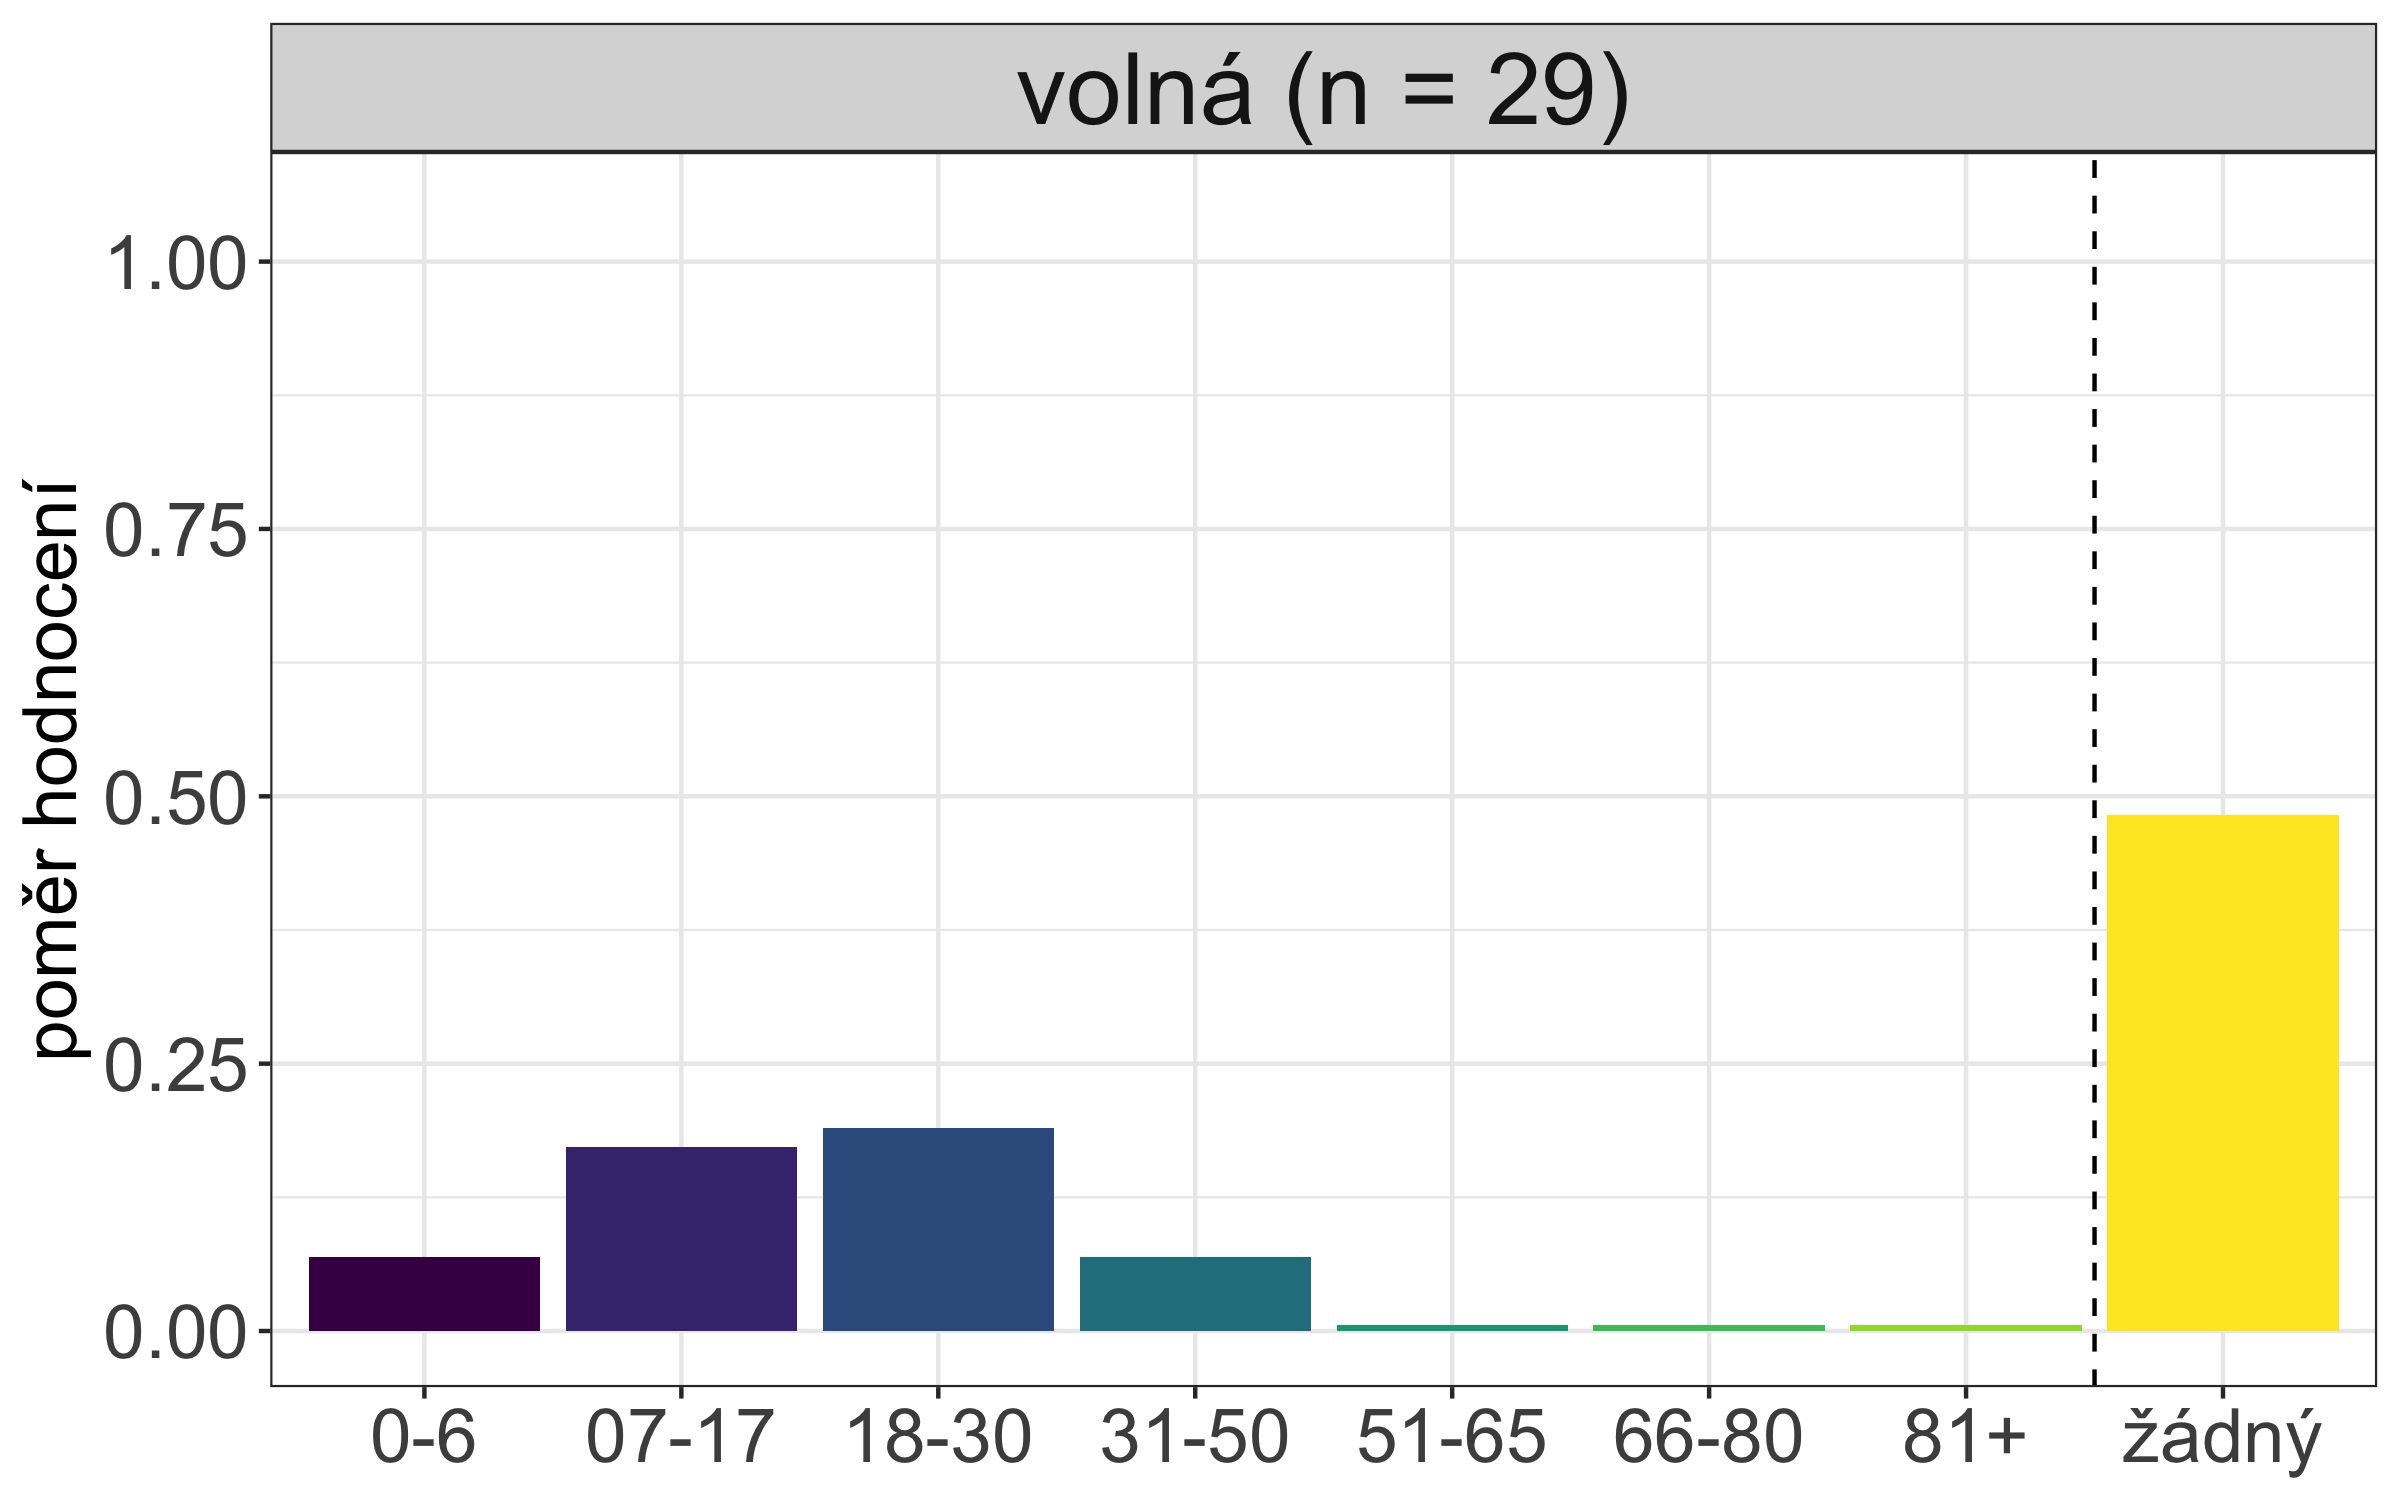 volná (n = 29)
poměr hodnocení
1.00
0.75
0.50
0.25
0.00
0-6 07-17 18-30 31-50 51-65 66-80 81+ žádný